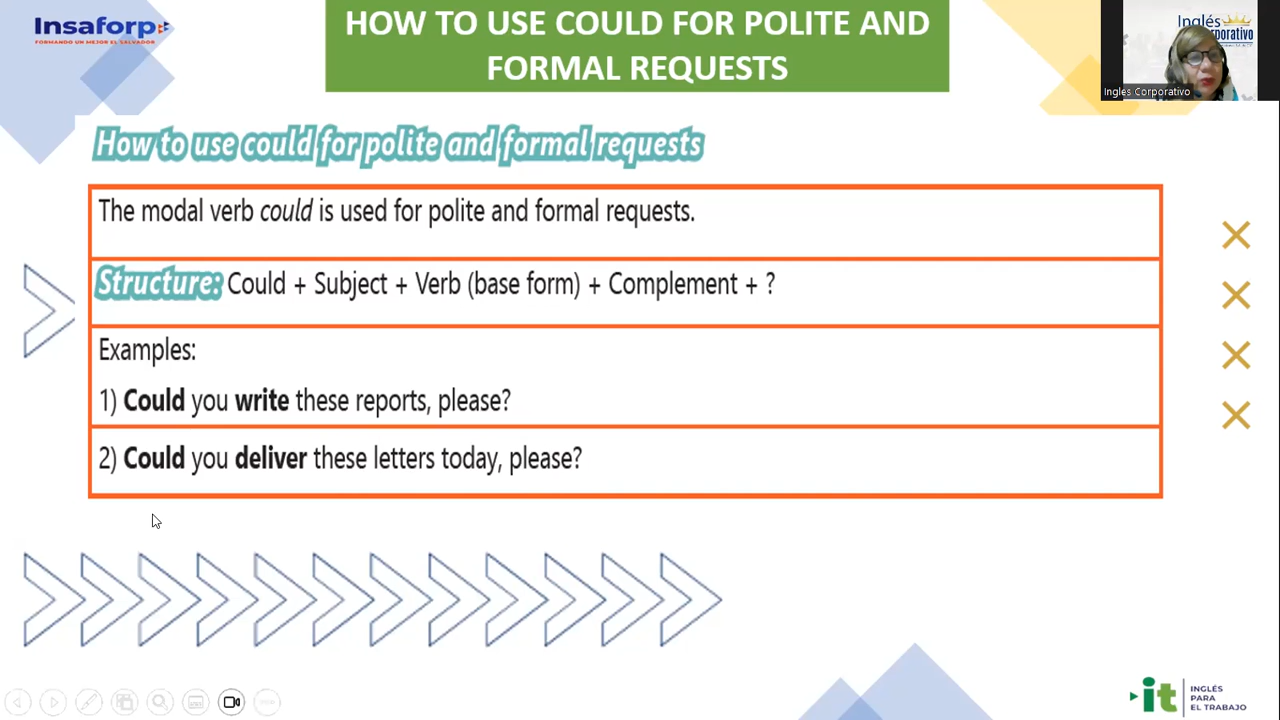 Insaforp
FORMANDO UN MEJOR EL SALVADOR
HOW TO USE COULD FOR POLITE AND
FORMAL REQUESTS
Inglés
Corporativo
Ingles Corporativo
How to use could for polite and formal requests
The modal verb could is used for polite and formal requests.
Structure: Could + Subject + Verb (base form) + Complement + ?
Examples:
1) Could you write these reports, please?
2) Could you deliver these letters today, please?
it
INGLÉS
PARA
EL TRABAJO